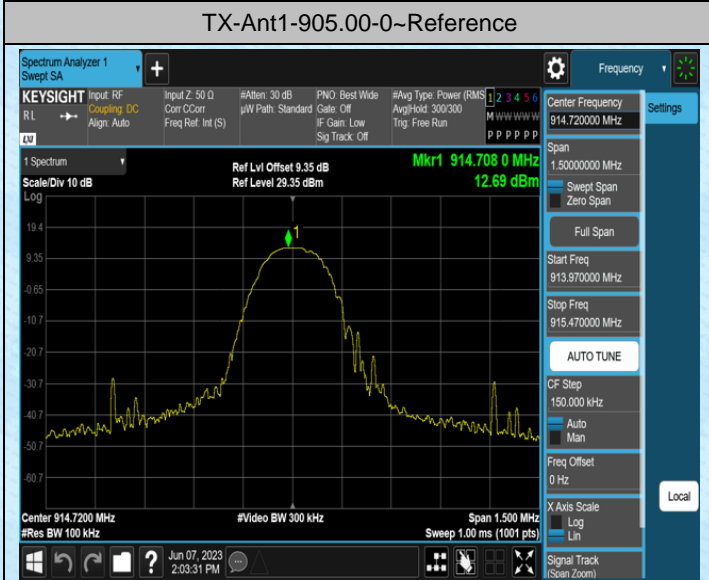 TX-Ant1-905.00-0~Reference
Spectrum Analyzer 1
Swept SA
+
Frequency
KEYSIGHT
RL
LXI
Input: RF
Coupling: DC
Align: Auto
Input Z: 50 Ω
Corr CCorr
Freq Ref: Int (S)
#Atten: 30 dB
µW Path: Standard
PNO: Best Wide
Gate: Off
IF Gain: Low
Sig Track: Off
#Avg Type: Power (RMS
Avg|Hold: 300/300
Trig: Free Run
1 2 3 4 5 6
M W W W W W
P P P P P P
1 Spectrum
Scale/Div 10 dB
Log
Ref Lvl Offset 9.35 dB
Ref Level 29.35 dBm
Mkr1 914.708 0 MHz
12.69 dBm
1
19.4
9.35
-0.65
-10.7
-20.7
-30.7
-40.7
-50.7
-60.7
Center 914.7200 MHz
#Res BW 100 kHz
#Video BW 300 kHz
Span 1.500 MHz
Sweep 1.00 ms (1001 pts)
Center Frequency
914.720000 MHz
Settings
Span
1.50000000 MHz
Swept Span
Zero Span
Full Span
Start Freq
913.970000 MHz
Stop Freq
915.470000 MHz
AUTO TUNE
CF Step
150.000 kHz
Auto
Man
Freq Offset
0 Hz
X Axis Scale
Log
Lin
Local
Signal Track
(Span Zoom)
?
Jun 07, 2023
2:03:31 PM